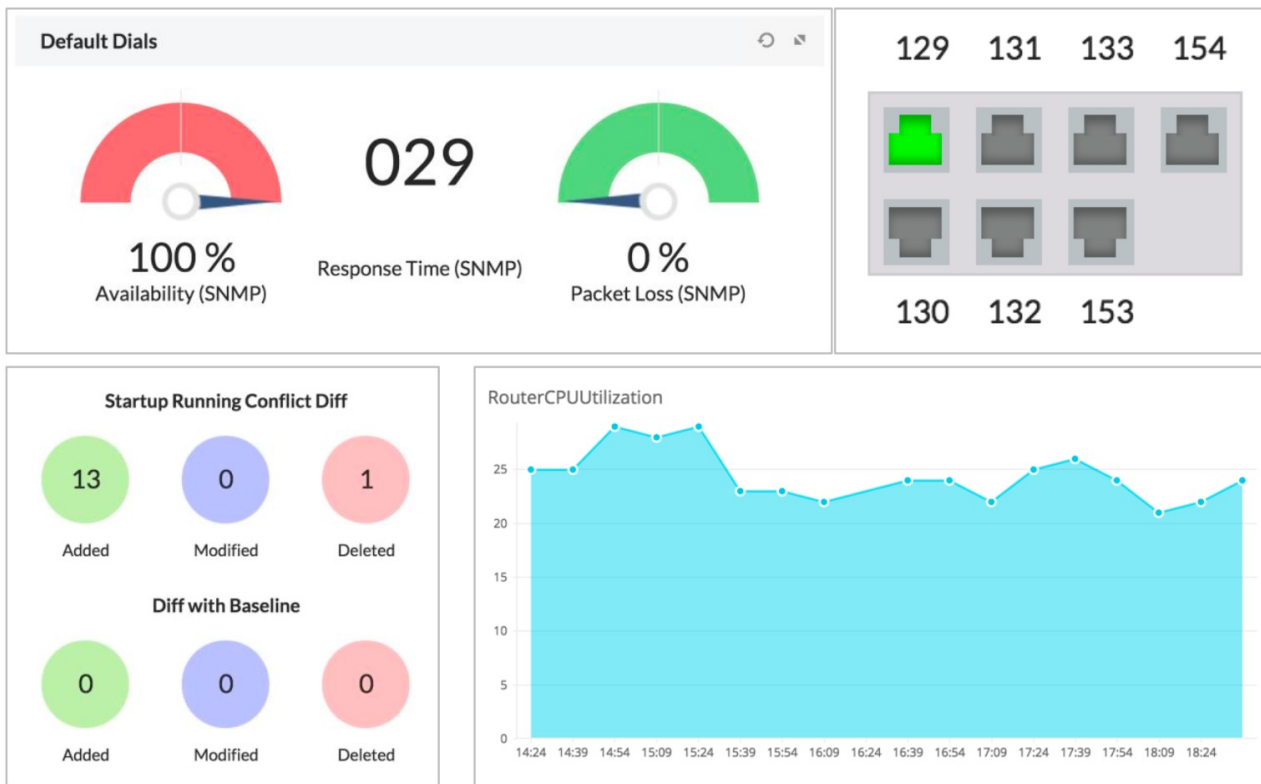 Default Dials
029
100 %
Availability (SNMP)
Response Time (SNMP)
0 %
Packet Loss (SNMP)
129 131 133 154
130 132 153
Startup Running Conflict Diff
13 0 1
Added Modified Deleted
Diff with Baseline
0 0 0
Added Modified Deleted
RouterCPUUtilization
25
20
15
10
5
0
14:24 14:39 14:54 15:09 15:24 15:39 15:54 16:09 16:24 16:39 16:54 17:09 17:24 17:39 17:54 18:09 18:24